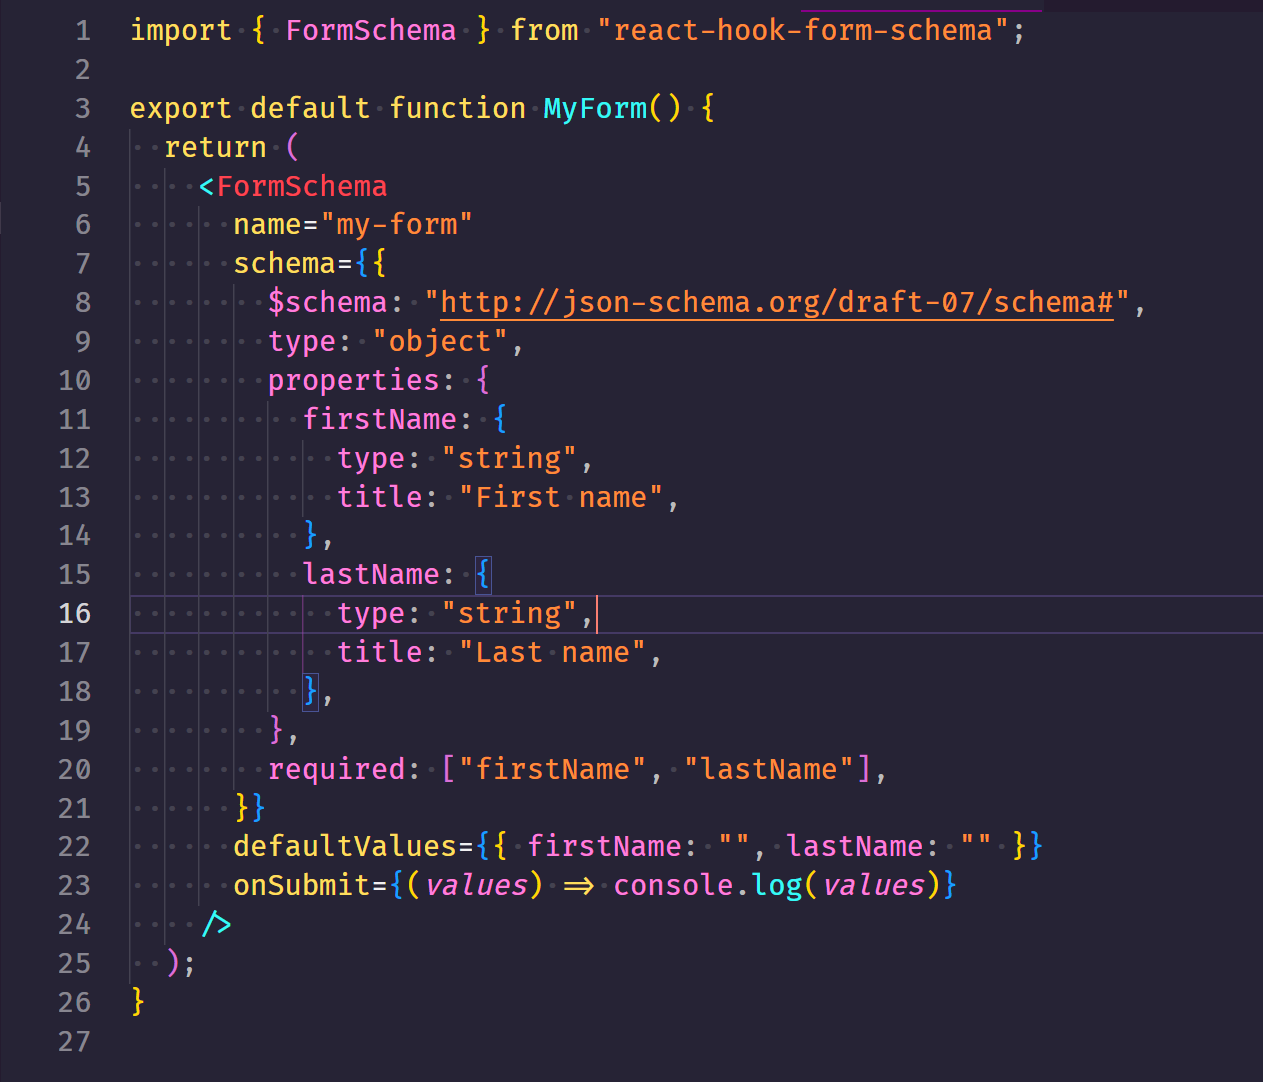 1 import { FormSchema } from "react-hook-form-schema";
2
3 export default function MyForm() {
4   return (
5     <FormSchema
6       name="my-form"
7       schema={{
8         $schema: "http://json-schema.org/draft-07/schema#",
9         type: "object",
10         properties: {
11           firstName: {
12             type: "string",
13             title: "First name",
14           },
15           lastName: {
16             type: "string",
17             title: "Last name",
18           },
19         },
20         required: ["firstName", "lastName"],
21       }}
22       defaultValues={{ firstName: "", lastName: "" }}
23       onSubmit={(values) => console.log(values)}
24     />
25   );
26 }
27